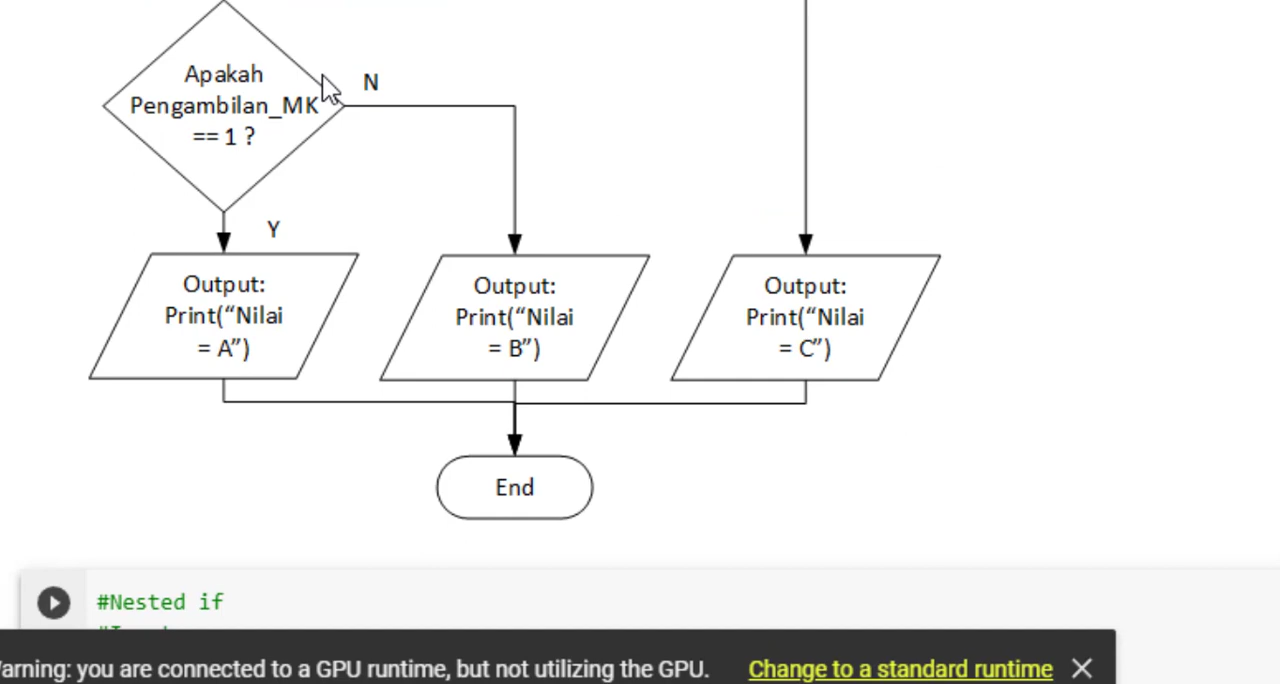 Apakah
Pengambilan_MK
== 1 ?
N
Y
Output:
Print(“Nilai
= A”)
Output:
Print(“Nilai
= B”)
Output:
Print(“Nilai
= C”)
End
#Nested if
arning: you are connected to a GPU runtime, but not utilizing the GPU. Change to a standard runtime